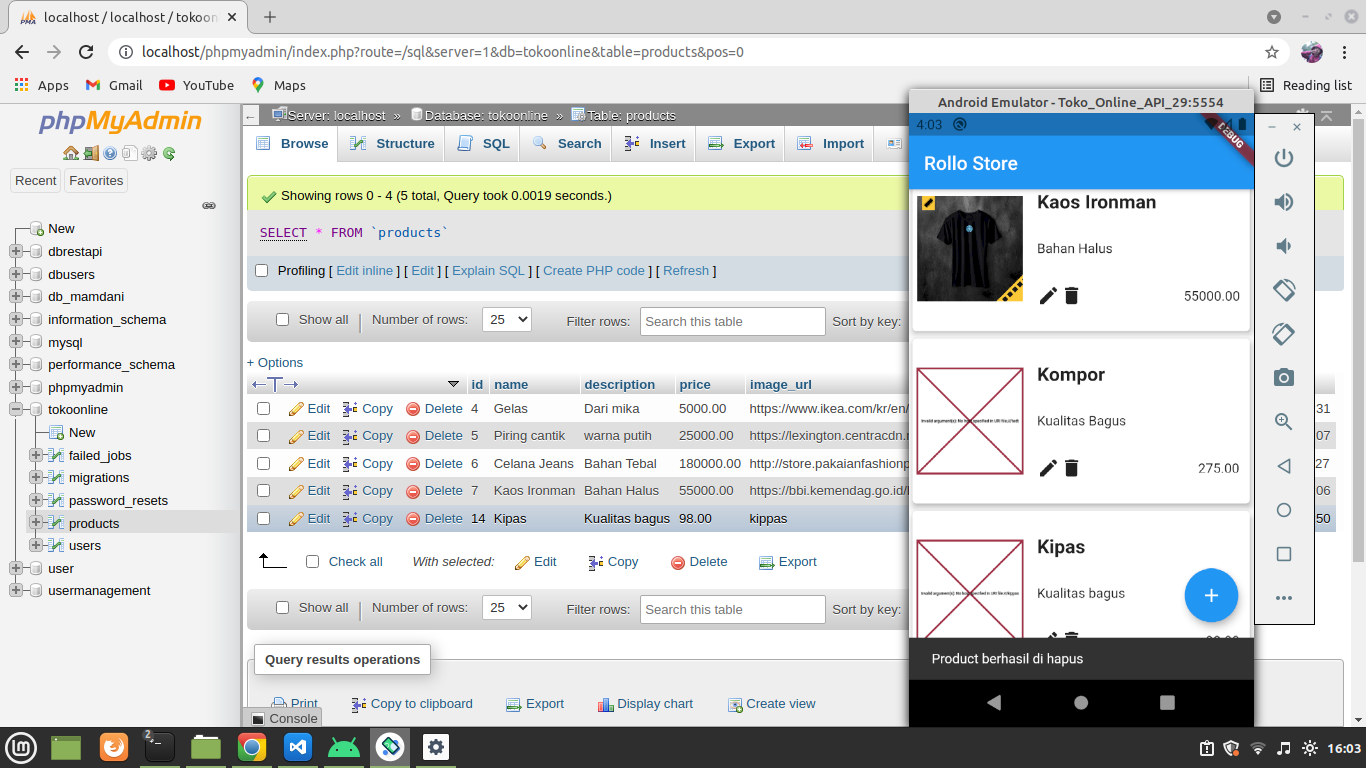 localhost / localhost / tokoon
localhost/phpmyadmin/index.php?route=/sql&server=1&db=tokoonline&table=products&pos=0
Apps Gmail YouTube Maps Reading list
phpMyAdmin
Recent Favorites
New
dbrestapi
dbusers
db_mamdani
information_schema
mysql
performance_schema
phpmyadmin
tokoonline
New
failed_jobs
migrations
password_resets
products
users
user
usermanagement
Server: localhost » Database: tokoonline » Table: products
Browse Structure SQL Search Insert Export Import
Showing rows 0 - 4 (5 total, Query took 0.0019 seconds.)
SELECT * FROM `products`
Profiling [ Edit inline ] [ Edit ] [ Explain SQL ] [ Create PHP code ] [ Refresh ]
Show all | Number of rows: 25 Filter rows: Search this table Sort by key:
+ Options
id name description price image_url
Edit Copy Delete 4 Gelas Dari mika 5000.00 https://www.ikea.com/kr/en/ 31
Edit Copy Delete 5 Piring cantik warna putih 25000.00 https://lexington.centracdn.n 07
Edit Copy Delete 6 Celana Jeans Bahan Tebal 180000.00 http://store.pakaianfashionp 27
Edit Copy Delete 7 Kaos Ironman Bahan Halus 55000.00 https://bbi.kemendag.go.id/ 06
Edit Copy Delete 14 Kipas Kualitas bagus 98.00 kippas 50
Check all With selected: Edit Copy Delete Export
Show all | Number of rows: 25 Filter rows: Search this table Sort by key:
Query results operations
Print Copy to clipboard Export Display chart Create view
Console
Android Emulator - Toko_Online_API_29:5554
4:03
DEBUG
Rollo Store
Kaos Ironman
Bahan Halus
55000.00
Kompor
Kualitas Bagus
275.00
Kipas
Kualitas bagus
Product berhasil di hapus
2
16:03